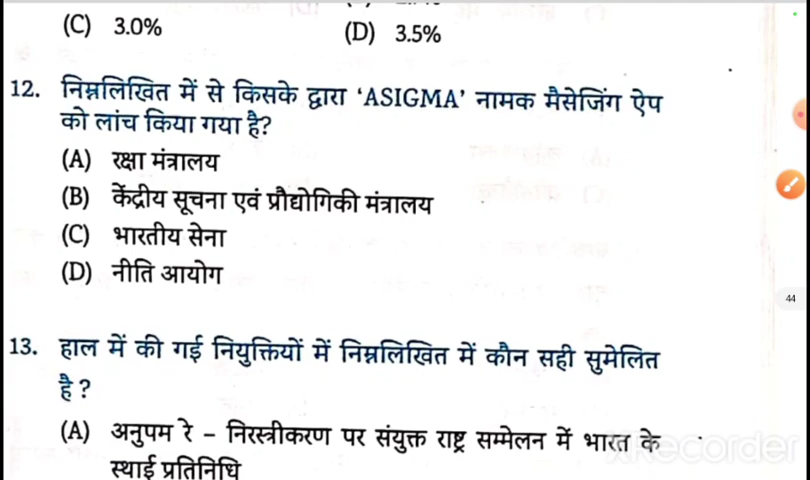 (C) 3.0% (D) 3.5%
12. निम्नलिखित में से किसके द्वारा ‘ASIGMA’ नामक मैसेजिंग ऐप
को लांच किया गया है?
(A) रक्षा मंत्रालय
(B) केंद्रीय सूचना एवं प्रौद्योगिकी मंत्रालय
(C) भारतीय सेना
(D) नीति आयोग
44
13. हाल में की गई नियुक्तियों में निम्नलिखित में कौन सही सुमेलित
है ?
(A) अनुपम रे – निरस्त्रीकरण पर संयुक्त राष्ट्र सम्मेलन में भारत के
स्थाई प्रतिनिधि
XRecorder